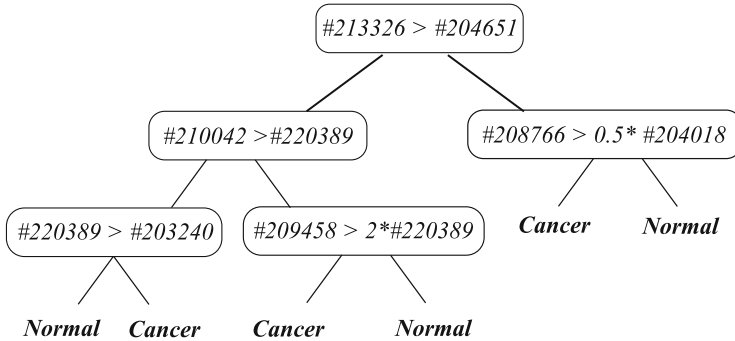 #213326 > #204651
#210042 >#220389
#208766 > 0.5* #204018
#220389 > #203240
#209458 > 2*#220389
Cancer
Normal
Normal
Cancer
Cancer
Normal